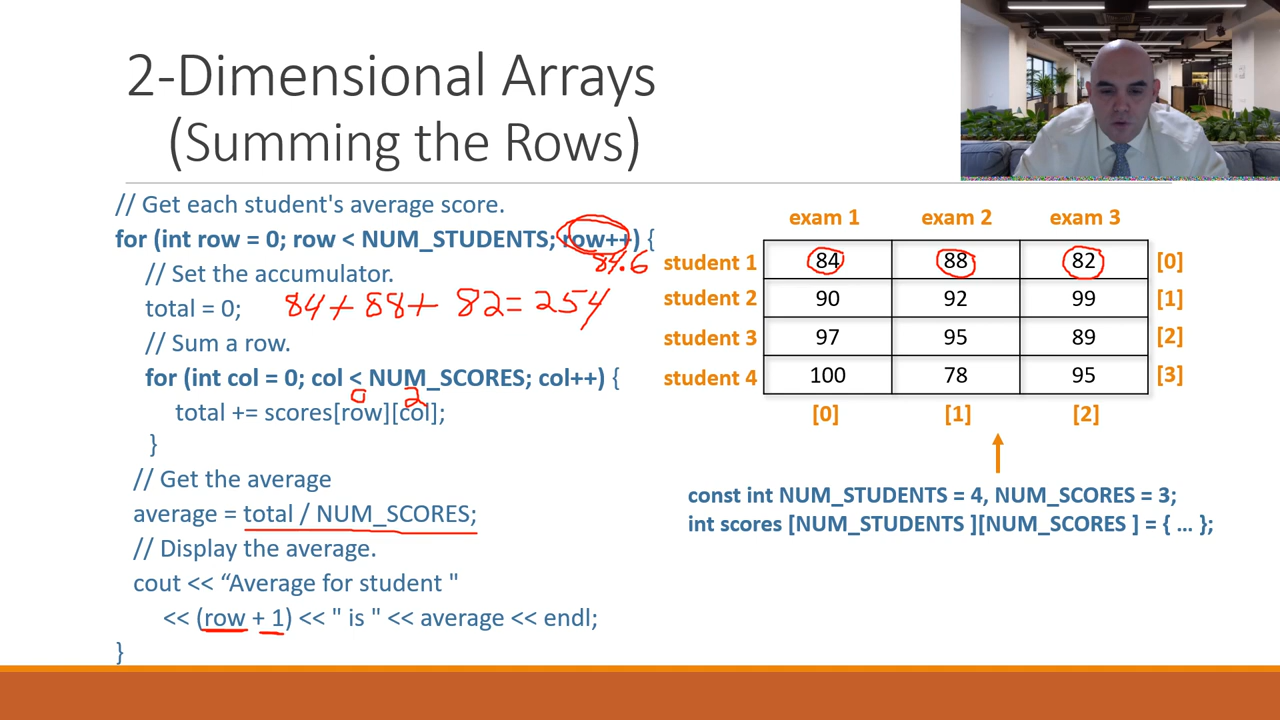 2-Dimensional Arrays
(Summing the Rows)
// Get each student's average score.
for (int row = 0; row < NUM_STUDENTS; row++) {
84.6
// Set the accumulator.
total = 0;
84 + 88 + 82 = 254
// Sum a row.
for (int col = 0; col < NUM_SCORES; col++) {
0 2
total += scores[row][col];
}
// Get the average
average = total / NUM_SCORES;
// Display the average.
cout << “Average for student "
<< (row + 1) << " is " << average << endl;
}
exam 1 exam 2 exam 3
student 1 84 88 82 [0]
student 2 90 92 99 [1]
student 3 97 95 89 [2]
student 4 100 78 95 [3]
[0] [1] [2]
const int NUM_STUDENTS = 4, NUM_SCORES = 3;
int scores [NUM_STUDENTS ][NUM_SCORES ] = { … };